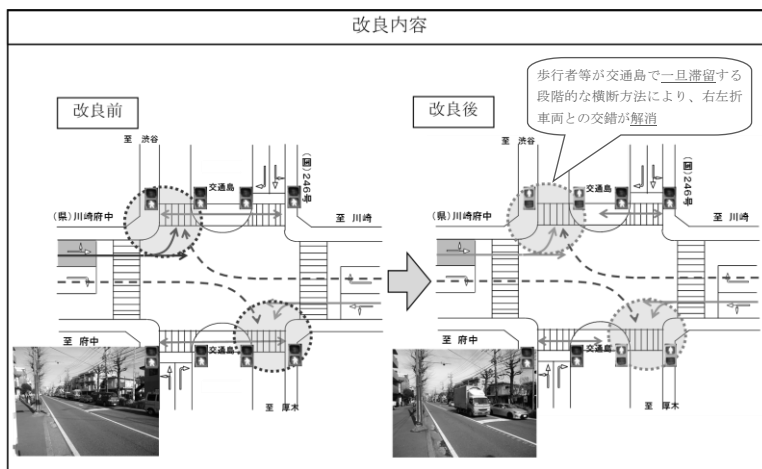 改良内容
歩行者等が交通島で一旦滞留する
段階的な横断方法により、右左折
車両との交錯が解消
改良前
至 渋谷
交通島
(国)246号
(県)川崎府中
至 川崎
至 府中
交通島
至 厚木
改良後
至 渋谷
交通島
(国)246号
(県)川崎府中
至 川崎
至 府中
交通島
至 厚木